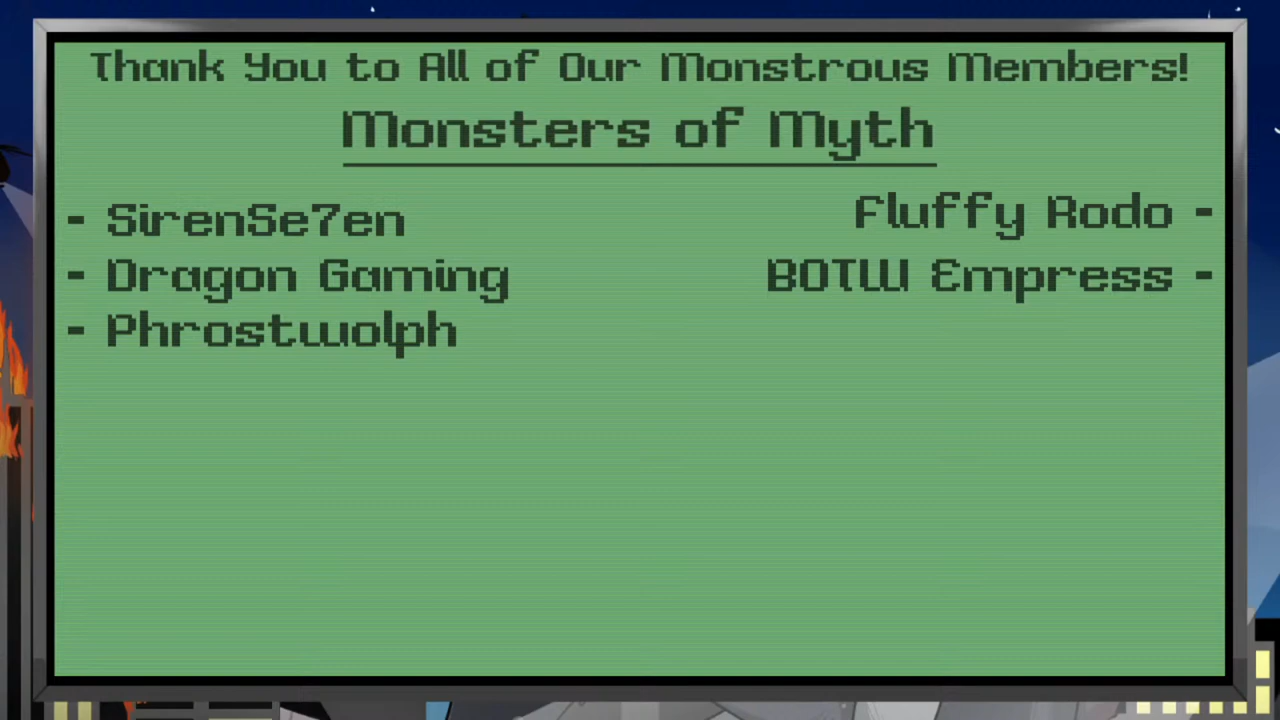 Thank You to All of Our Monstrous Members!
Monsters of Myth
- SirenSe7en
Fluffy Rodo -
- Dragon Gaming
BOTW Empress -
- Phrostwolph